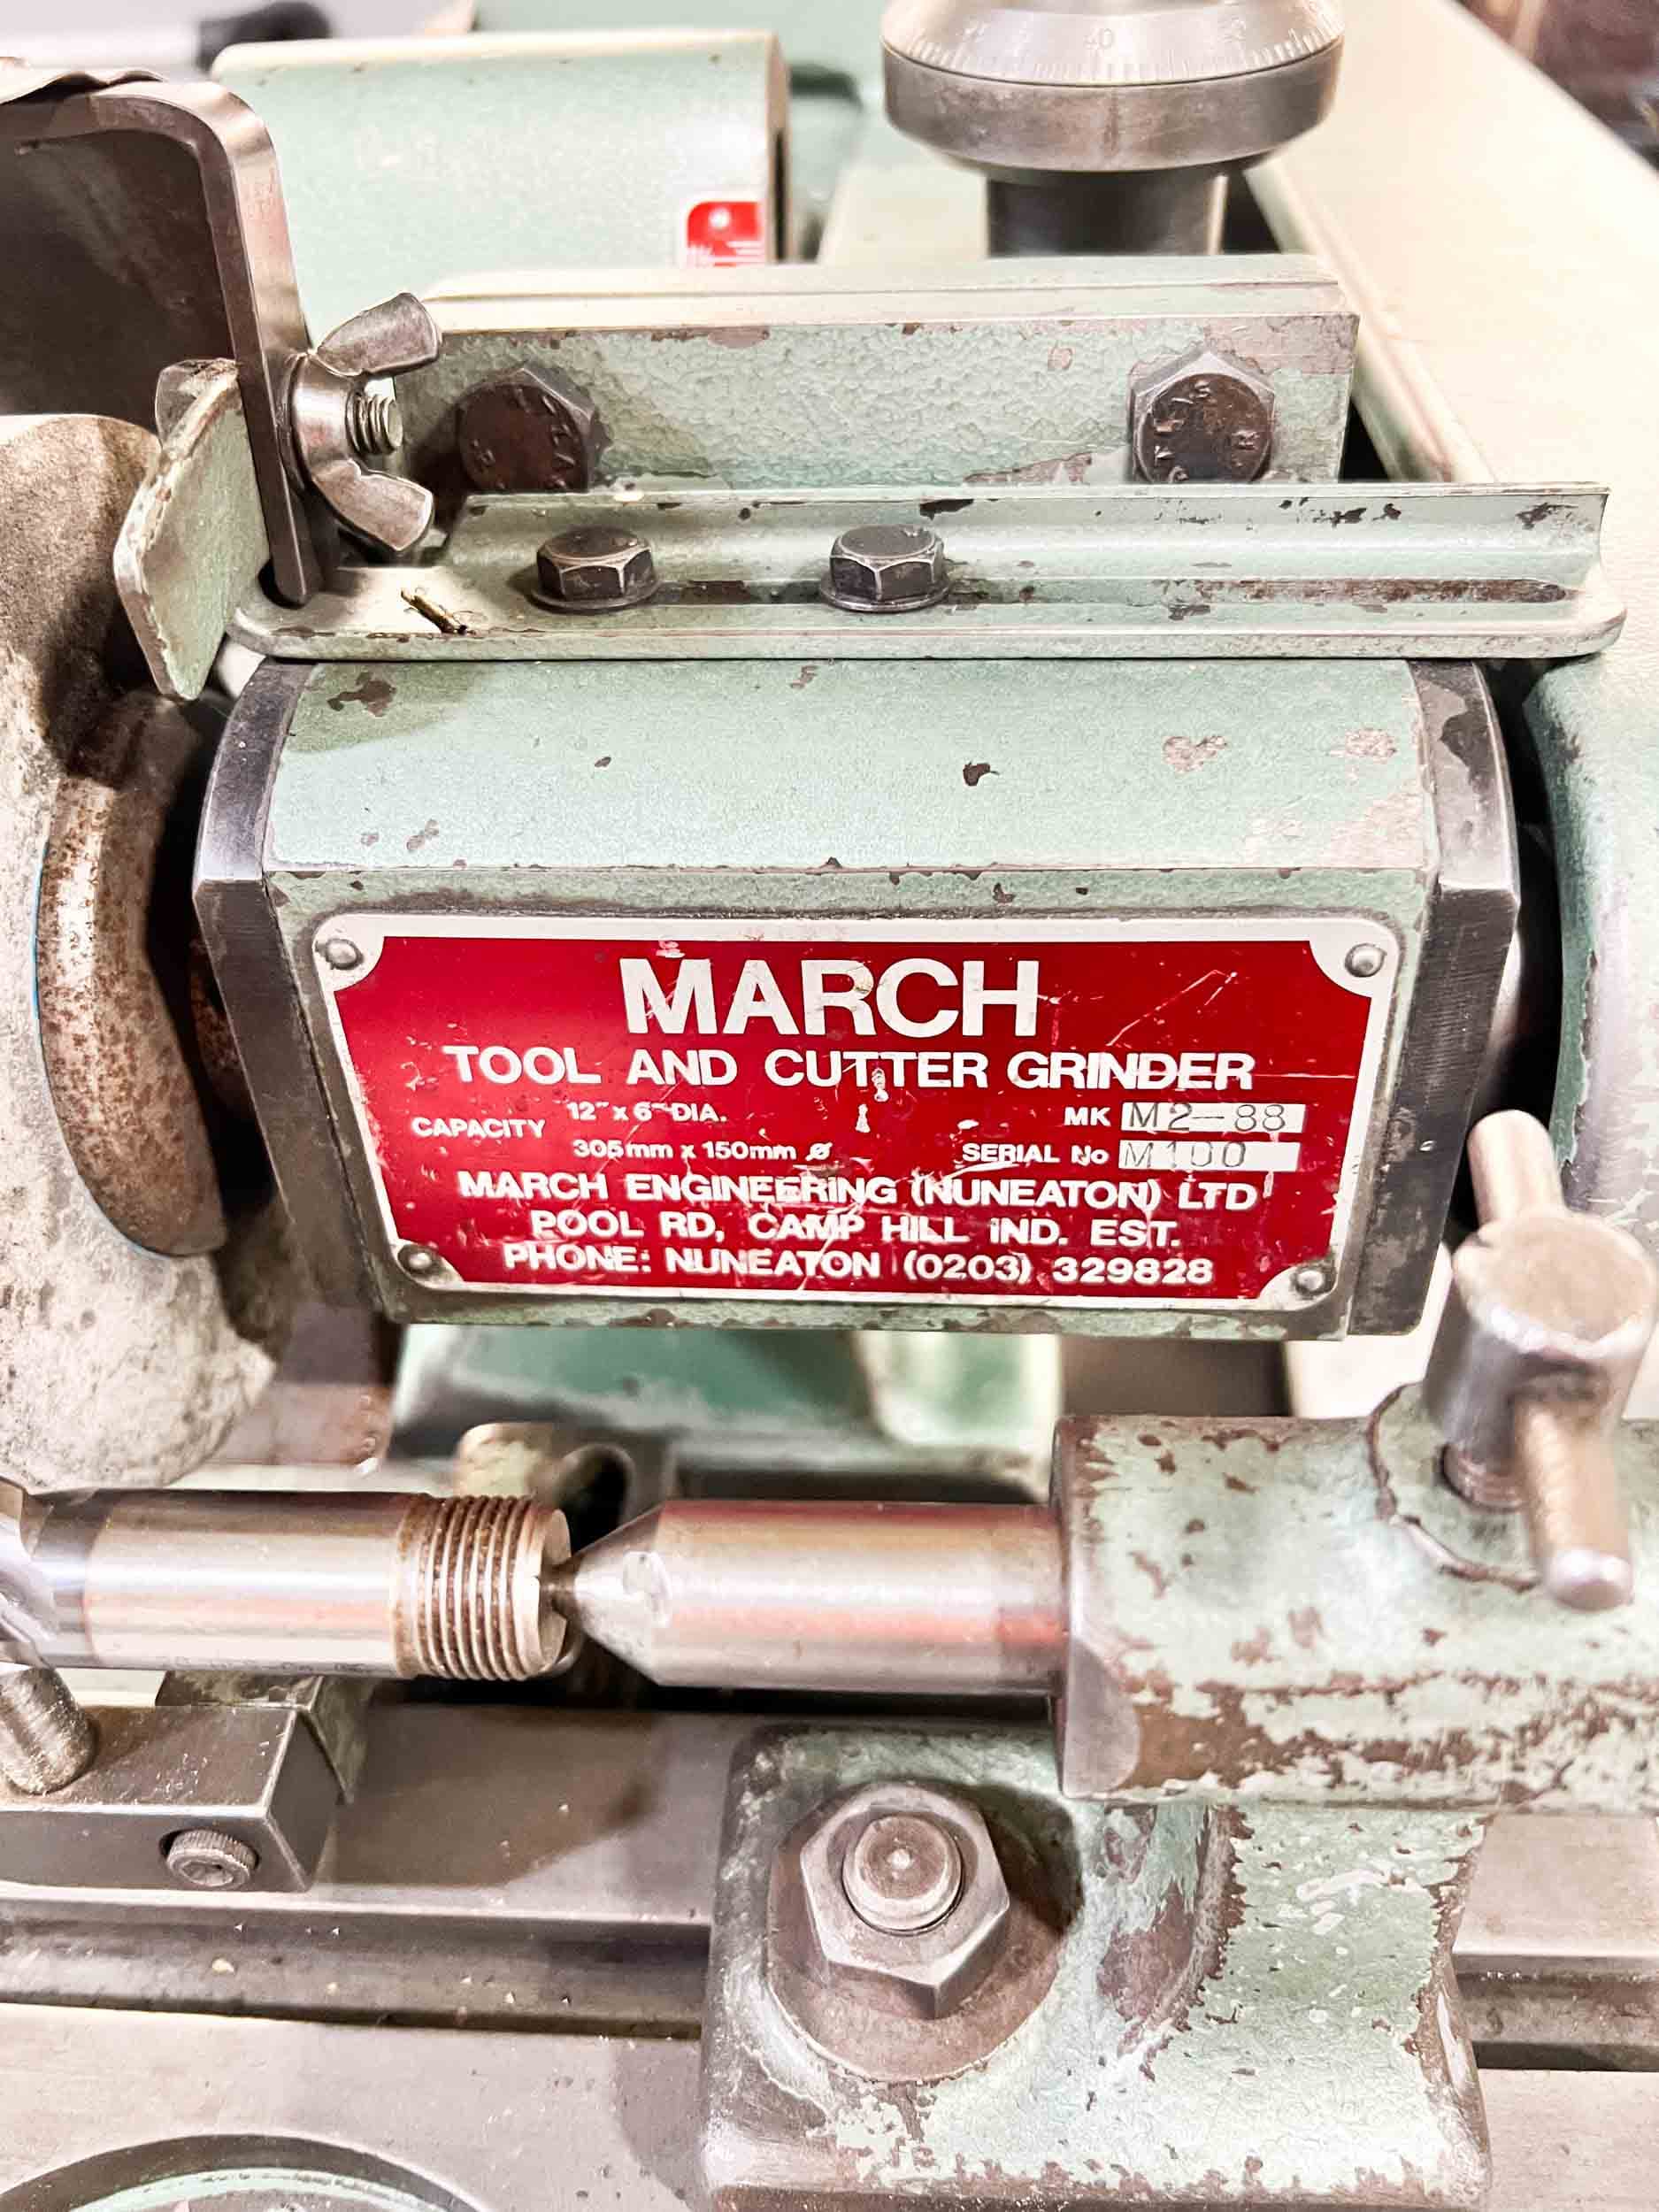 MARCH
TOOL AND CUTTER GRINDER
CAPACITY 12" x 6" DIA.
305mm x 150mm ø
MK M2-88
SERIAL No M100
MARCH ENGINEERING (NUNEATON) LTD
POOL RD, CAMP HILL IND. EST.
PHONE: NUNEATON (0203) 329828